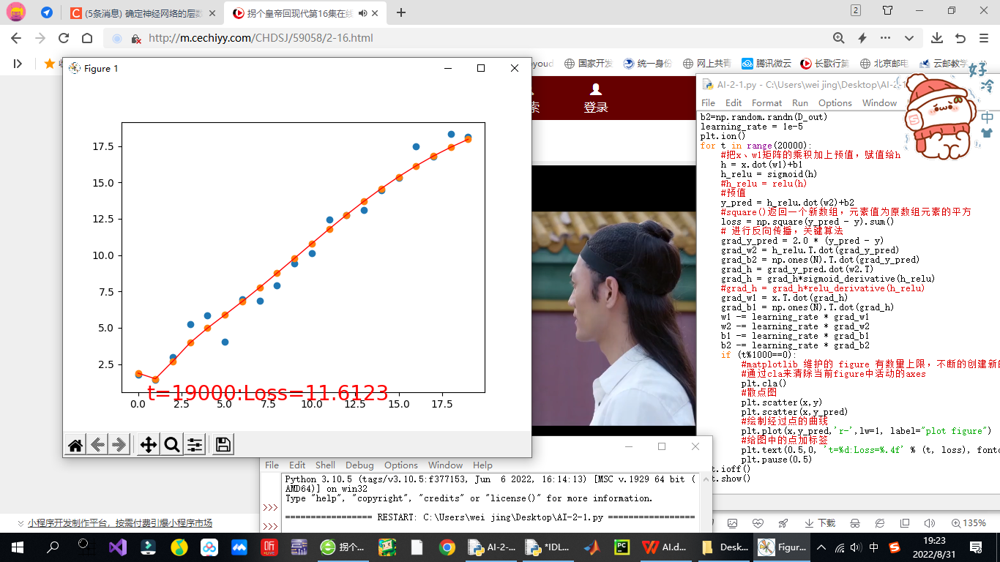 (5条消息) 确定神经网络的层数
拐个皇帝回现代第16集在线
2
http://m.cechiyy.com/CHDSJ/59058/2-16.html
国家开发
统一身份
网上共青
腾讯微云
长歌行第
北京邮电
云邮教学
好
冷
中
登录
Figure 1
17.5
15.0
12.5
10.0
7.5
5.0
2.5
t=19000:Loss=11.6123
0.0 2.5 5.0 7.5 10.0 12.5 15.0 17.5
AI-2-1.py - C:\Users\wei jing\Desktop\AI-2-1
File Edit Format Run Options Window
b2=np.random.randn(D_out)
learning_rate = 1e-5
plt.ion()
for t in range(20000):
#把x、w1矩阵的乘积加上预值，赋值给h
h = x.dot(w1)+b1
h_relu = sigmoid(h)
#h_relu = relu(h)
#预值
y_pred = h_relu.dot(w2)+b2
#square()返回一个新数组，元素值为原数组元素的平方
loss = np.square(y_pred - y).sum()
# 进行反向传播，关键算法
grad_y_pred = 2.0 * (y_pred - y)
grad_w2 = h_relu.T.dot(grad_y_pred)
grad_b2 = np.ones(N).T.dot(grad_y_pred)
grad_h = grad_y_pred.dot(w2.T)
grad_h = grad_h*sigmoid_derivative(h_relu)
#grad_h = grad_h*relu_derivative(h_relu)
grad_w1 = x.T.dot(grad_h)
grad_b1 = np.ones(N).T.dot(grad_h)
w1 -= learning_rate * grad_w1
w2 -= learning_rate * grad_w2
b1 -= learning_rate * grad_b1
b2 -= learning_rate * grad_b2
if (t%1000==0):
#matplotlib 维护的 figure 有数量上限，不断的创建新的
#通过cla来清除当前figure中活动的axes
plt.cla()
#散点图
plt.scatter(x,y)
plt.scatter(x,y_pred)
#绘制经过点的曲线
plt.plot(x,y_pred,'r-',lw=1, label="plot figure")
#给图中的点加标签
plt.text(0.5,0, 't=%d:Loss=%.4f' % (t, loss), fontd
plt.pause(0.5)
t.ioff()
t.show()
File Edit Shell Debug Options Window Help
Python 3.10.5 (tags/v3.10.5:f377153, Jun  6 2022, 16:14:13) [MSC v.1929 64 bit (
AMD64)] on win32
Type "help", "copyright", "credits" or "license()" for more information.
>>>
================ RESTART: C:\Users\wei jing\Desktop\AI-2-1.py ================
>>>
小程序开发制作平台，按需付费引爆小程序市场
下载
135%
听
PC
拐个...
AI-2-...
*IDL...
AI.d...
Desk...
Figur...
中
19:23
2022/8/31